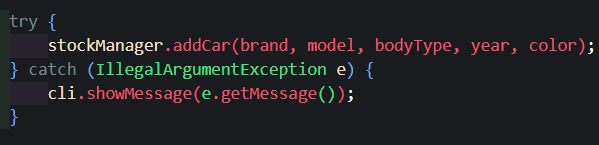 try {
    stockManager.addCar(brand, model, bodyType, year, color);
} catch (IllegalArgumentException e) {
    cli.showMessage(e.getMessage());
}